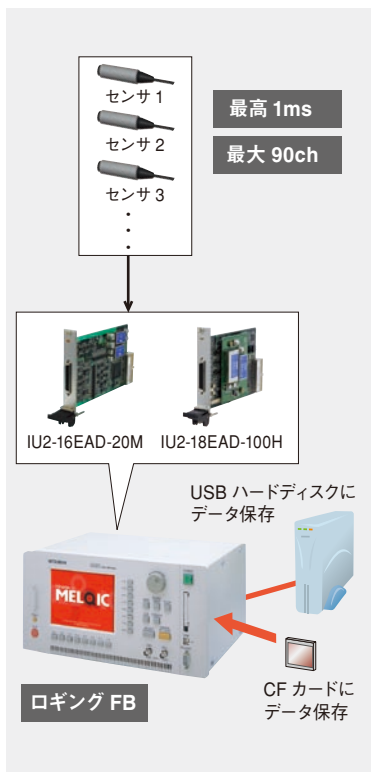 センサ 1
最高 1ms
センサ 2
最大 90ch
センサ 3
IU2-16EAD-20M
IU2-18EAD-100H
USB ハードディスクに
データ保存
MELQIC
ロギング FB
CF カードに
データ保存